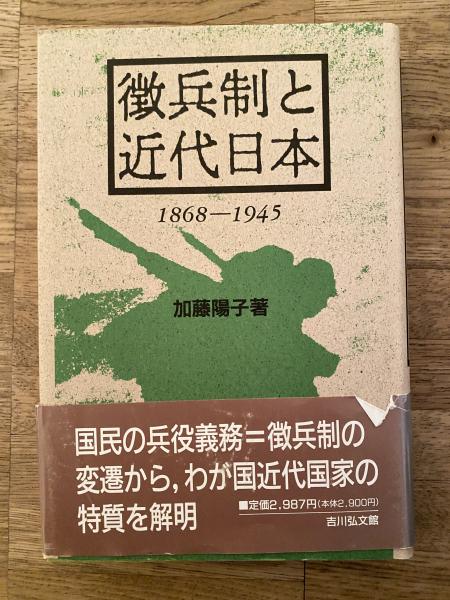 徴兵制と
近代日本
1868—1945
加藤陽子著
国民の兵役義務＝徴兵制の
変遷から，わが国近代国家の
特質を解明
■定価2,987円（本体2,900円）
吉川弘文館